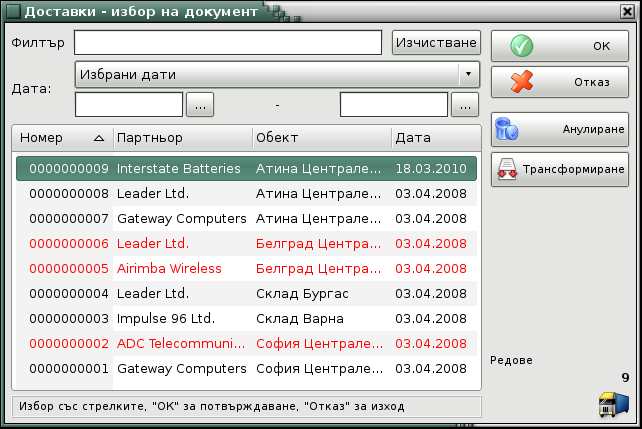 Доставки - избор на документ
Филтър Изчистване ОК
Избрани дати Отказ
Дата: ... - ...
Анулиране
Номер Партньор Обект Дата
0000000009 Interstate Batteries Атина Централе... 18.03.2010 Трансформиране
0000000008 Leader Ltd. Атина Централе... 03.04.2008
0000000007 Gateway Computers Атина Централе... 03.04.2008
0000000006 Leader Ltd. Белград Центра... 03.04.2008
0000000005 Airimba Wireless Белград Центра... 03.04.2008
0000000004 Leader Ltd. Склад Бургас 03.04.2008
0000000003 Impulse 96 Ltd. Склад Варна 03.04.2008
0000000002 ADC Telecommuni... София Централе... 03.04.2008
Редове
0000000001 Gateway Computers София Централе... 03.04.2008
9
Избор със стрелките, "ОК" за потвърждаване, "Отказ" за изход